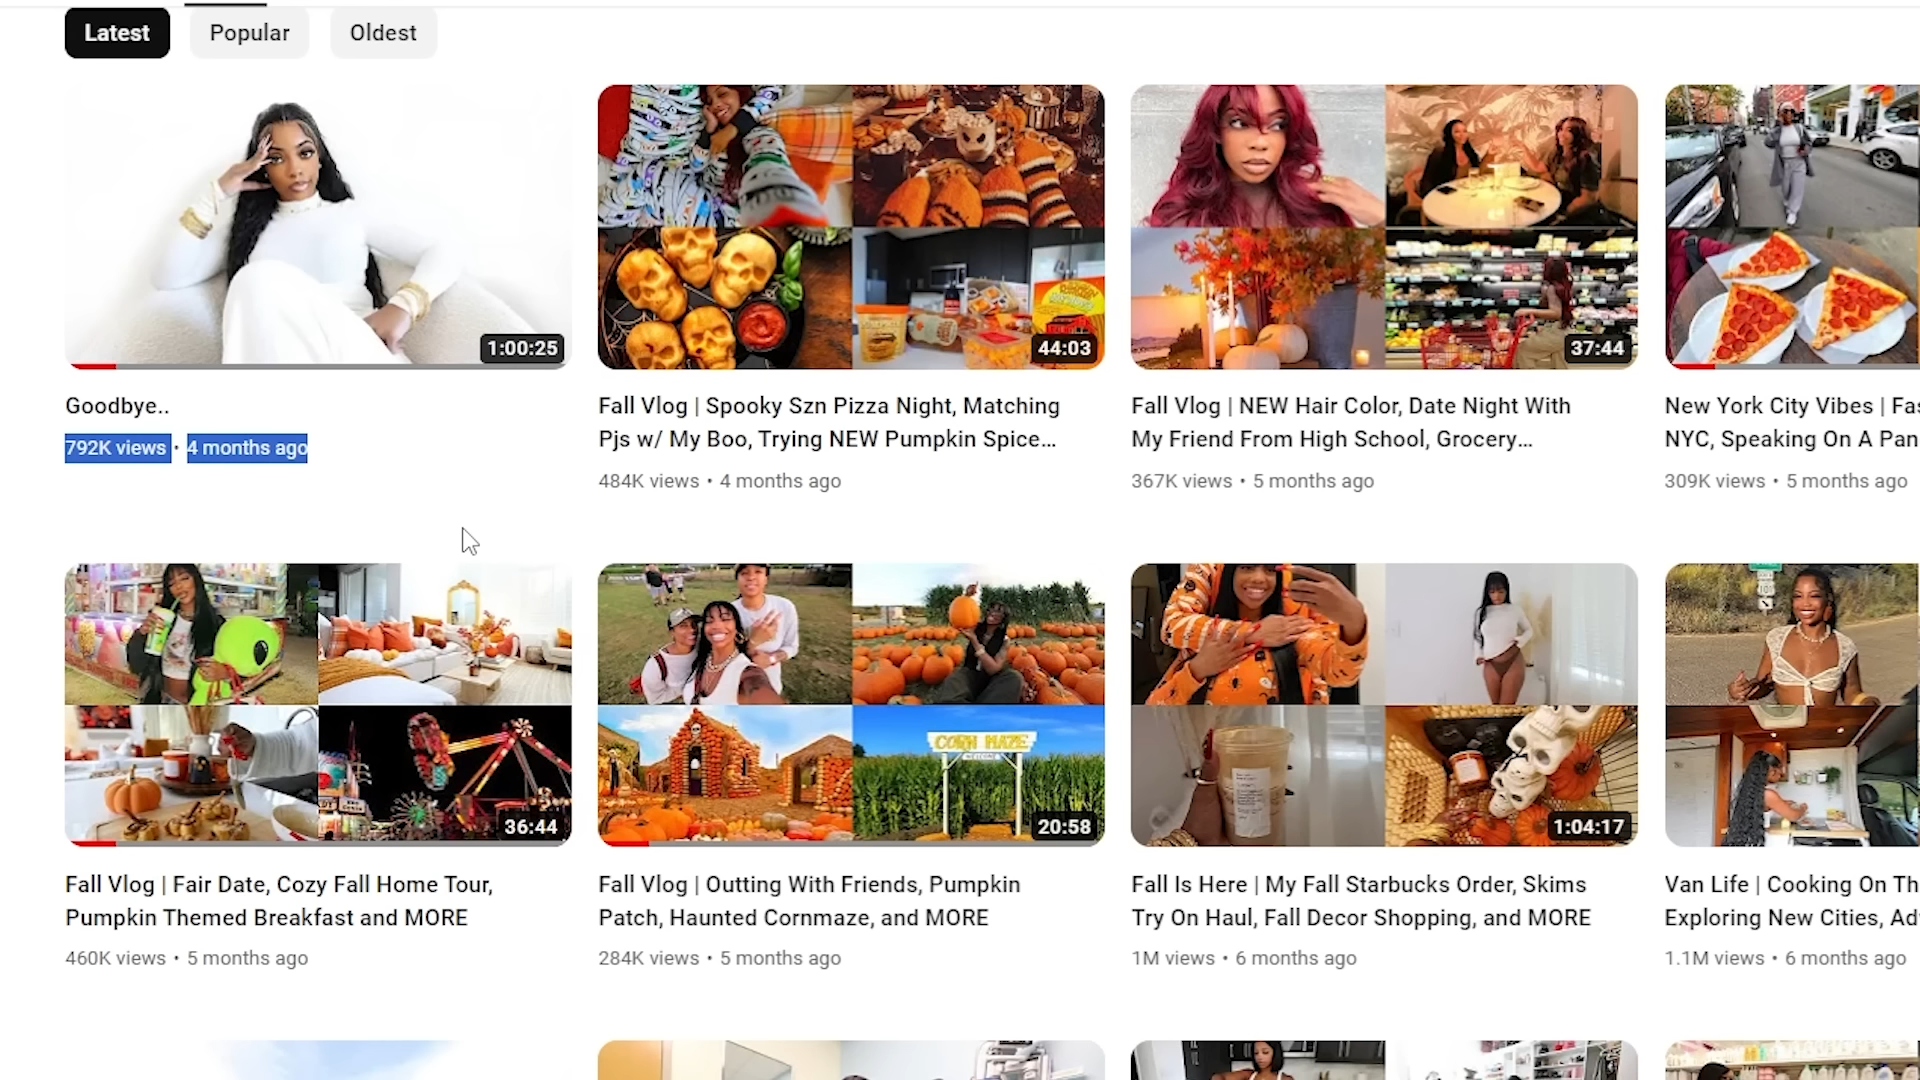 Latest
Popular
Oldest
1:00:25
44:03
37:44
Goodbye..
792K views • 4 months ago
Fall Vlog | Spooky Szn Pizza Night, Matching
Pjs w/ My Boo, Trying NEW Pumpkin Spice...
484K views • 4 months ago
Fall Vlog | NEW Hair Color, Date Night With
My Friend From High School, Grocery...
367K views • 5 months ago
New York City Vibes | Fas
NYC, Speaking On A Pan
309K views • 5 months ago
CORN MAZE
WELCOME
36:44
20:58
1:04:17
Fall Vlog | Fair Date, Cozy Fall Home Tour,
Pumpkin Themed Breakfast and MORE
460K views • 5 months ago
Fall Vlog | Outting With Friends, Pumpkin
Patch, Haunted Cornmaze, and MORE
284K views • 5 months ago
Fall Is Here | My Fall Starbucks Order, Skims
Try On Haul, Fall Decor Shopping, and MORE
1M views • 6 months ago
Van Life | Cooking On Th
Exploring New Cities, Ad
1.1M views • 6 months ago